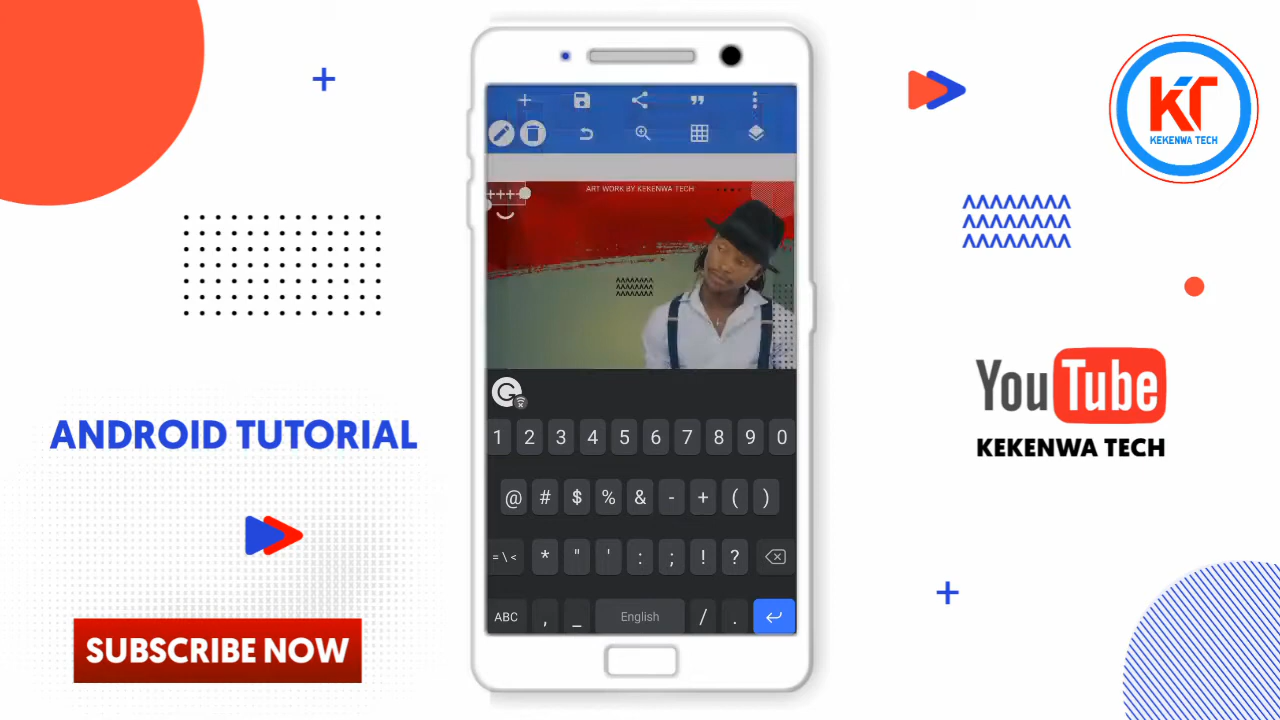 KT
KEKENWA TECH
++++
ART WORK BY KEKENWA TECH
ANDROID TUTORIAL
SUBSCRIBE NOW
YouTube
KEKENWA TECH
G
1 2 3 4 5 6 7 8 9 0
@ # $ % & - + ( )
= \ < * " ' : ; ! ?
ABC , _ English / .